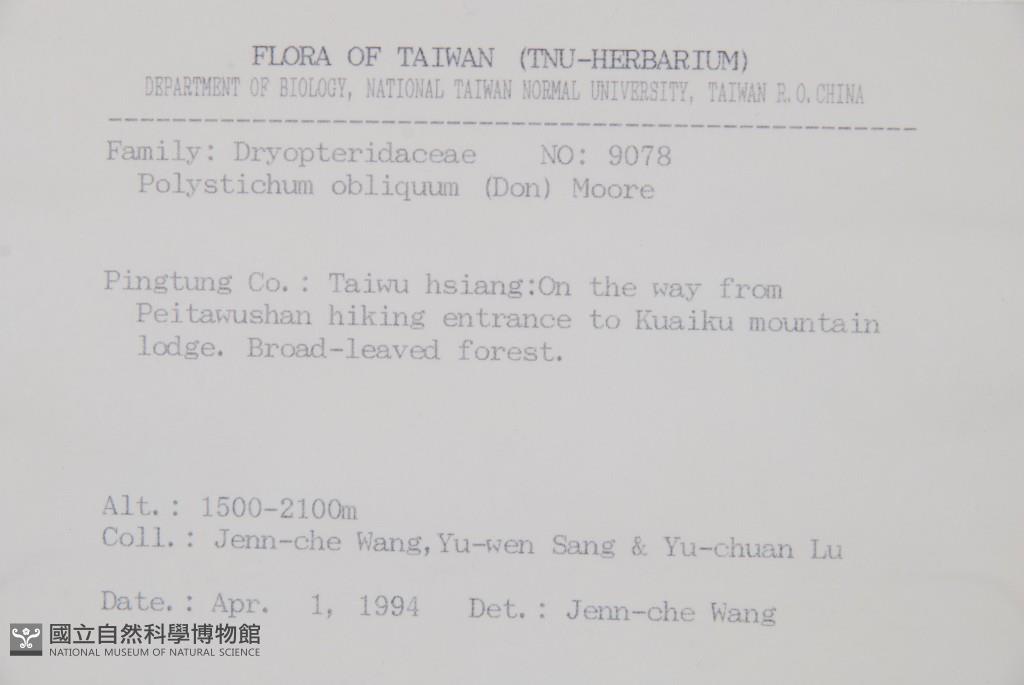 FLORA OF TAIWAN (TNU-HERBARIUM)
DEPARTMENT OF BIOLOGY, NATIONAL TAIWAN NORMAL UNIVERSITY, TAIWAN R.O.CHINA
Family: Dryopteridaceae NO: 9078
Polystichum obliquum (Don) Moore
Pingtung Co.: Taiwu hsiang:On the way from
Peitawushan hiking entrance to Kuaiku mountain
lodge. Broad-leaved forest.
Alt.: 1500-2100m
Coll.: Jenn-che Wang,Yu-wen Sang & Yu-chuan Lu
Date.: Apr. 1, 1994 Det.: Jenn-che Wang
國立自然科學博物館
NATIONAL MUSEUM OF NATURAL SCIENCE